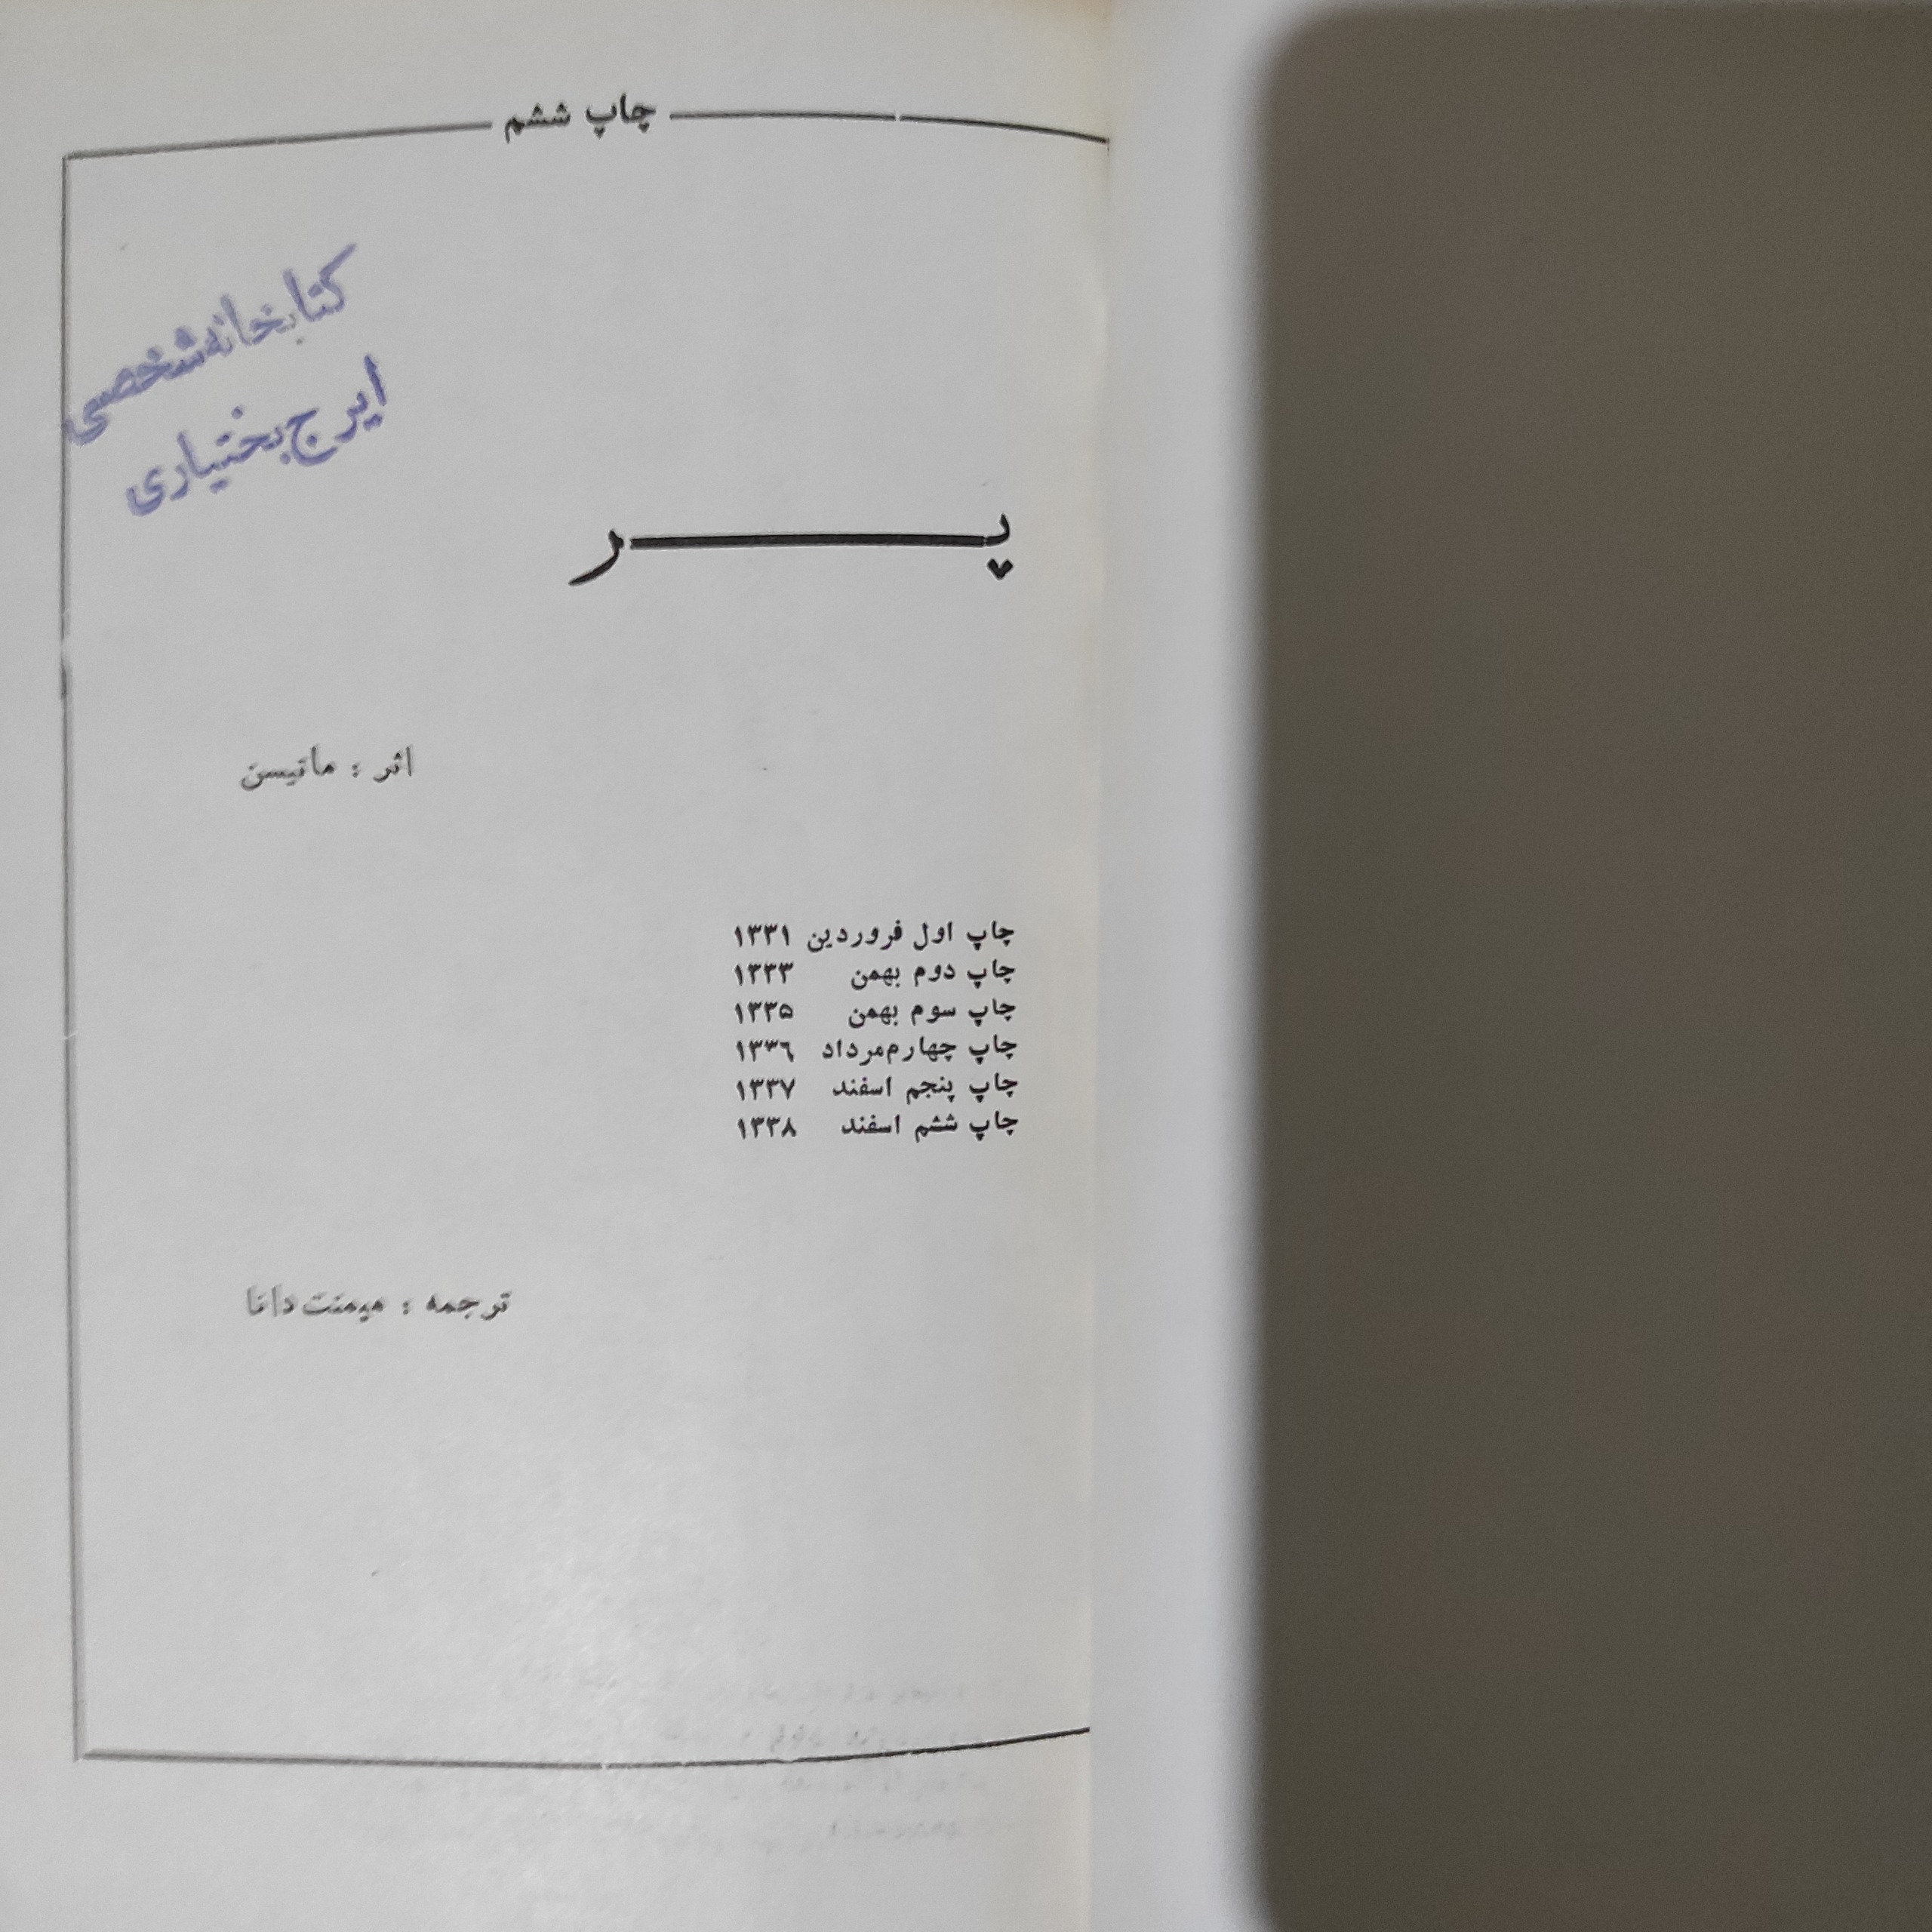 چاپ ششم
کتابخانه شخصی
ایرج بختیاری
پر
اثر : ماتیسن
چاپ اول فروردین ۱۳۳۱
چاپ دوم بهمن ۱۳۳۳
چاپ سوم بهمن ۱۳۳۵
چاپ چهارم مرداد ۱۳۳۶
چاپ پنجم اسفند ۱۳۳۷
چاپ ششم اسفند ۱۳۳۸
ترجمه : میمنت دانا